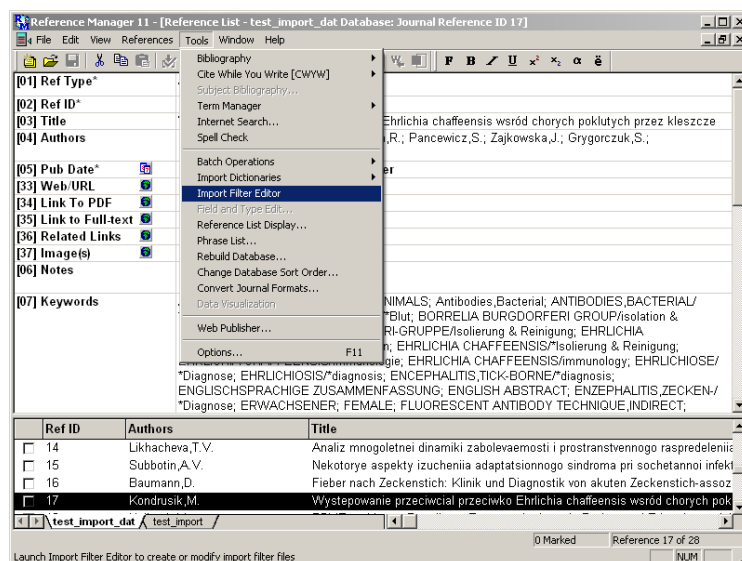 Reference Manager 11 - [Reference List - test_import_dat Database: Journal Reference ID 17]
File Edit View References Tools Window Help
F B I U x² x₂ α ë
Bibliography
Cite While You Write [CWYW]
Subject Bibliography...
Term Manager
Internet Search...
Spell Check
Batch Operations
Import Dictionaries
Import Filter Editor
Field and Type Edit...
Reference List Display...
Phrase List...
Rebuild Database...
Change Database Sort Order...
Convert Journal Formats...
Data Visualization
Web Publisher...
Options... F11
[01] Ref Type*
[02] Ref ID*
[03] Title Ehrlichia chaffeensis wsród chorych poklutych przez kleszcze
[04] Authors R.; Pancewicz,S.; Zajkowska,J.; Grygorczuk,S.;
[05] Pub Date* er
[33] Web/URL
[34] Link To PDF
[35] Link to Full-text
[36] Related Links
[37] Image(s)
[06] Notes
[07] Keywords NIMALS; Antibodies,Bacterial; ANTIBODIES,BACTERIAL/
*Blut; BORRELIA BURGDORFERI GROUP/isolation &
RI-GRUPPE/Isolierung & Reinigung; EHRLICHIA
n; EHRLICHIA CHAFFEENSIS/*Isolierung & Reinigung;
ogie; EHRLICHIA CHAFFEENSIS/immunology; EHRLICHIOSE/
*Diagnose; EHRLICHIOSIS/*diagnosis; ENCEPHALITIS,TICK-BORNE/*diagnosis;
ENGLISCHSPRACHIGE ZUSAMMENFASSUNG; ENGLISH ABSTRACT; ENZEPHALITIS,ZECKEN-/
*Diagnose; ERWACHSENER; FEMALE; FLUORESCENT ANTIBODY TECHNIQUE,INDIRECT;
Ref ID Authors Title
14 Likhacheva,T.V. Analiz mnogoletnei dinamiki zabolevaemosti i prostranstvennogo raspredeleniia
15 Subbotin,A.V. Nekotorye aspekty izucheniia adaptatsionnogo sindroma pri sochetannoi infekt
16 Baumann,D. Fieber nach Zeckenstich: Klinik und Diagnostik von akuten Zeckenstich-assoz
17 Kondrusik,M. Wystepowanie przeciwcial przeciwko Ehrlichia chaffeensis wsród chorych pok
test_import_dat test_import
0 Marked Reference 17 of 28
Launch Import Filter Editor to create or modify import filter files NUM